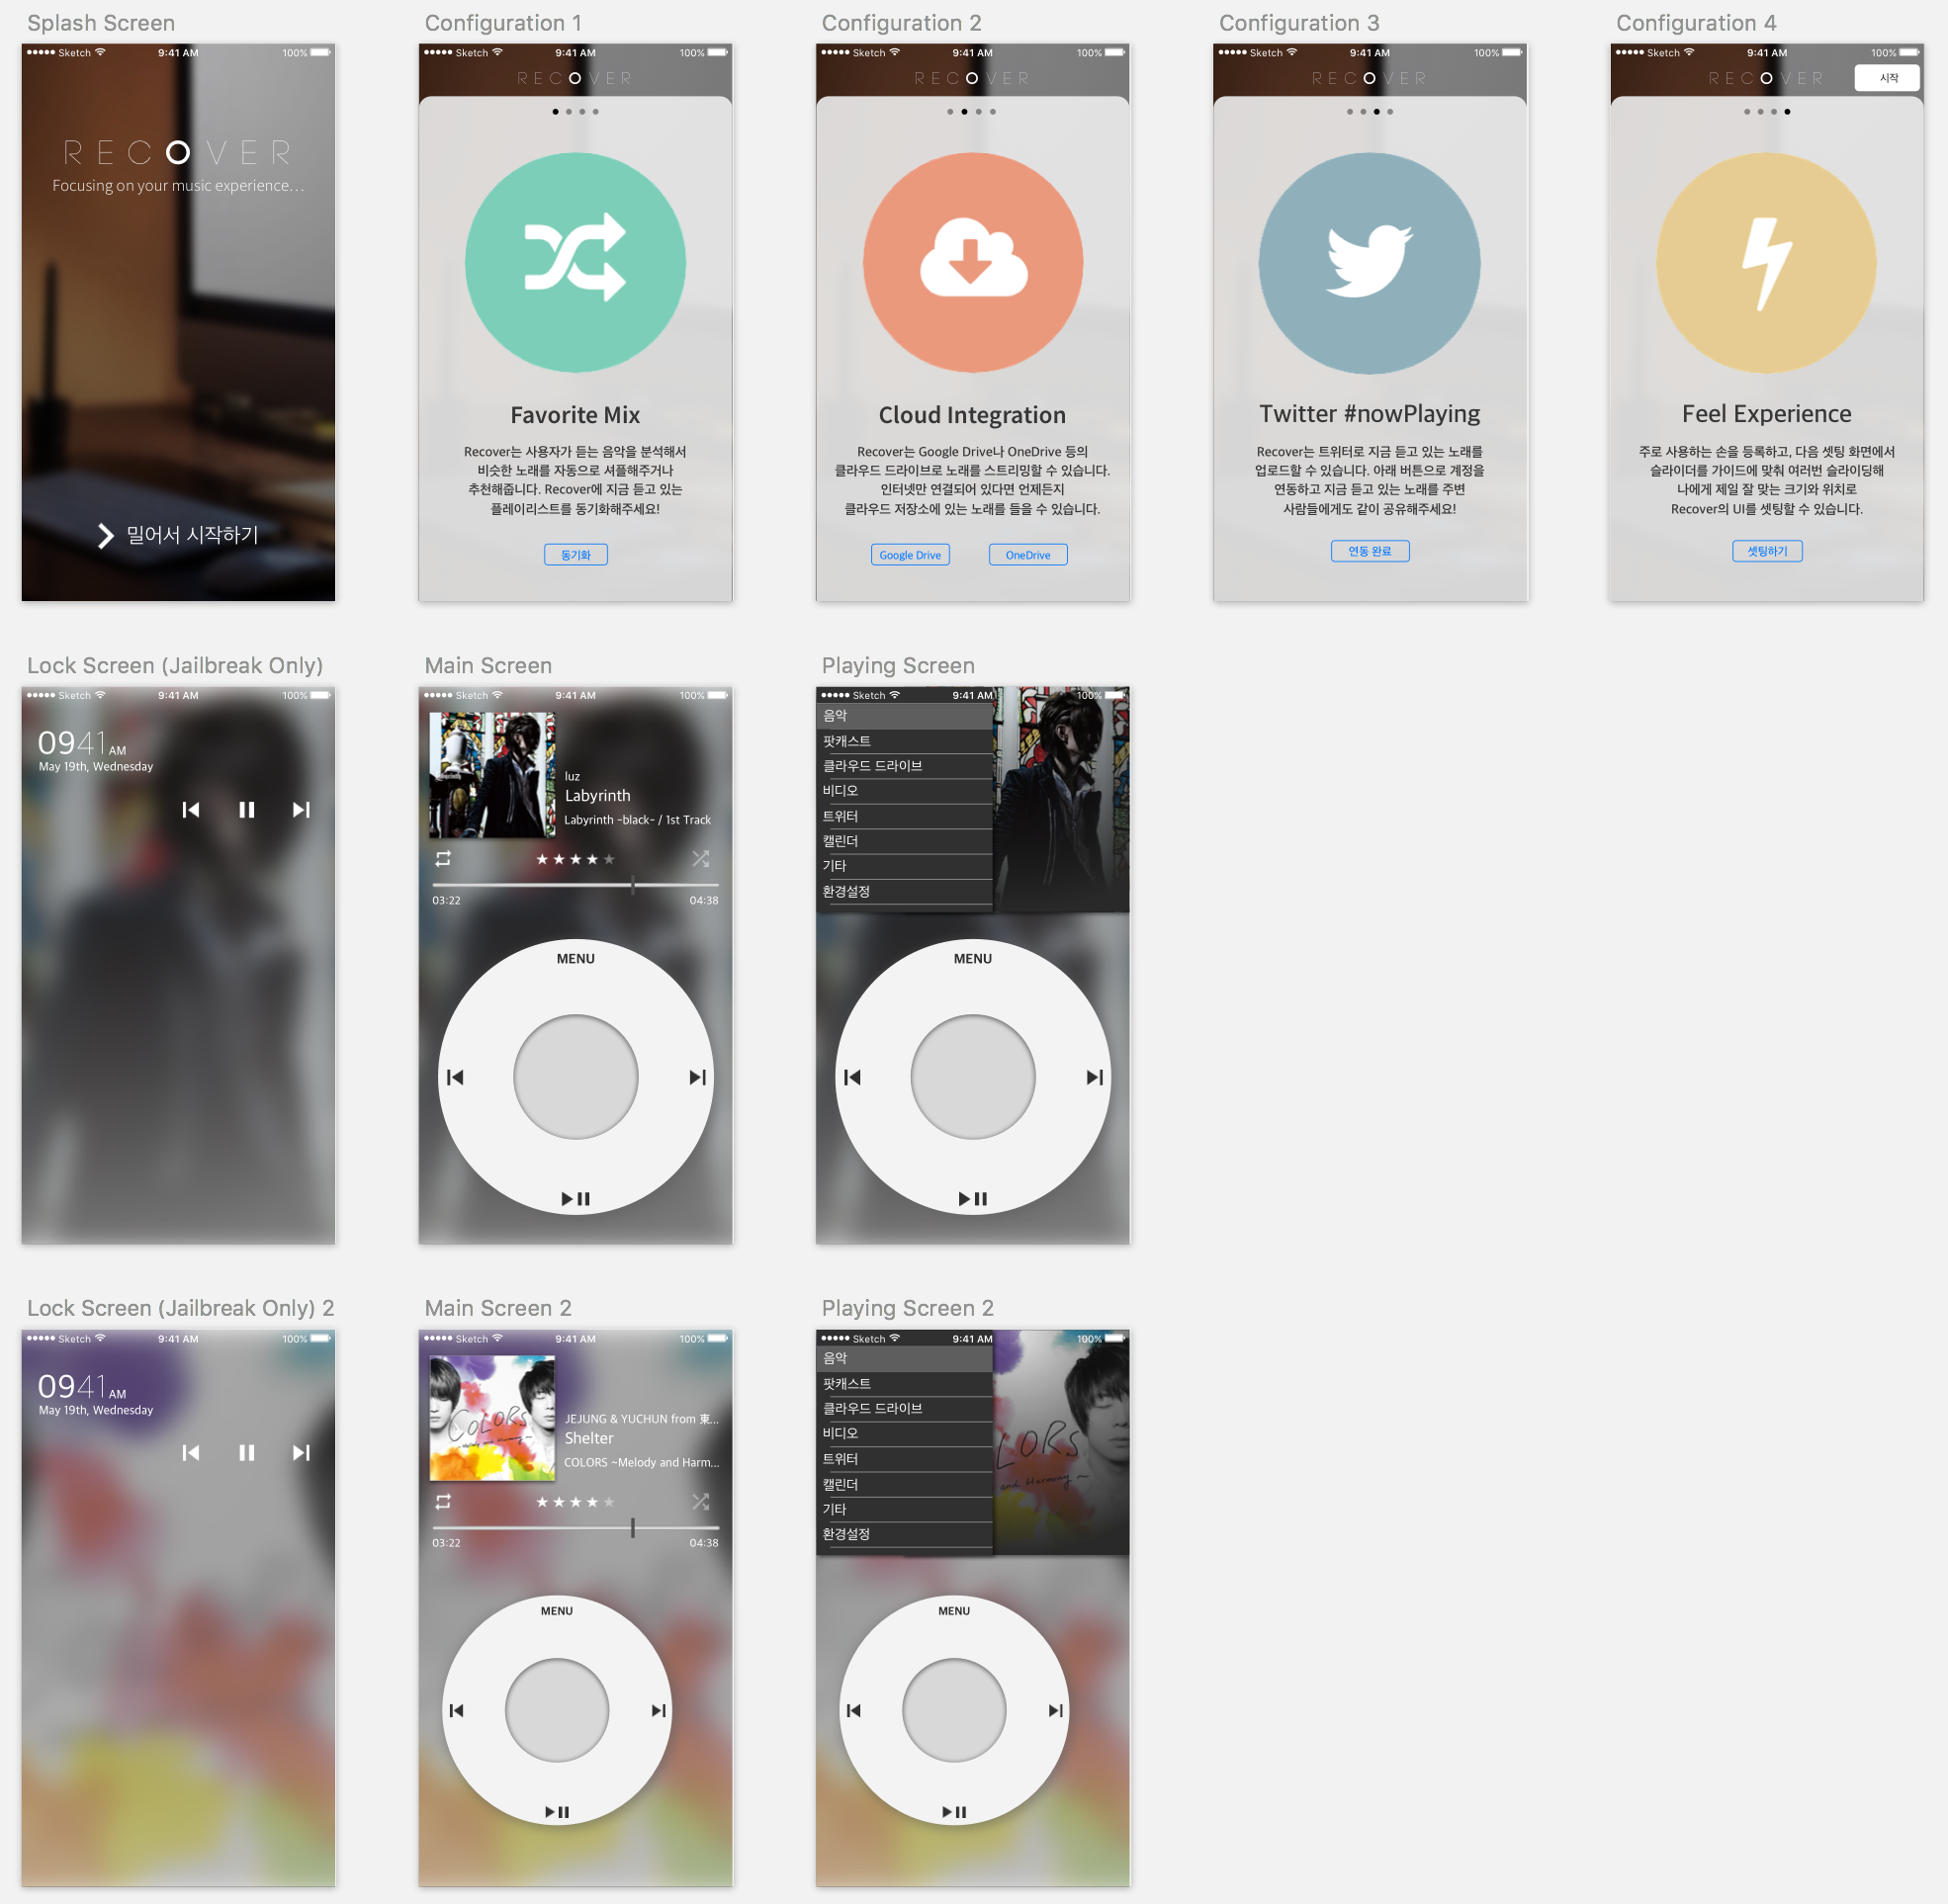 Splash Screen
Sketch 9:41 AM 100%
RECOVER
Focusing on your music experience…
밀어서 시작하기
Configuration 1
Sketch 9:41 AM 100%
RECOVER
Favorite Mix
Recover는 사용자가 듣는 음악을 분석해서
비슷한 노래를 자동으로 셔플해주거나
추천해줍니다. Recover에 지금 듣고 있는
플레이리스트를 동기화해주세요!
동기화
Configuration 2
Sketch 9:41 AM 100%
RECOVER
Cloud Integration
Recover는 Google Drive나 OneDrive 등의
클라우드 드라이브로 노래를 스트리밍할 수 있습니다.
인터넷만 연결되어 있다면 언제든지
클라우드 저장소에 있는 노래를 들을 수 있습니다.
Google Drive OneDrive
Configuration 3
Sketch 9:41 AM 100%
RECOVER
Twitter #nowPlaying
Recover는 트위터로 지금 듣고 있는 노래를
업로드할 수 있습니다. 아래 버튼으로 계정을
연동하고 지금 듣고 있는 노래를 주변
사람들에게도 같이 공유해주세요!
연동 완료
Configuration 4
Sketch 9:41 AM 100%
RECOVER
시작
Feel Experience
주로 사용하는 손을 등록하고, 다음 셋팅 화면에서
슬라이더를 가이드에 맞춰 여러번 슬라이딩해
나에게 제일 잘 맞는 크기와 위치로
Recover의 UI를 셋팅할 수 있습니다.
셋팅하기
Lock Screen (Jailbreak Only)
Sketch 9:41 AM 100%
0941 AM
May 19th, Wednesday
Main Screen
Sketch 9:41 AM 100%
luz
Labyrinth
Labyrinth -black- / 1st Track
03:22 04:38
MENU
Playing Screen
Sketch 9:41 AM 100%
음악
팟캐스트
클라우드 드라이브
비디오
트위터
캘린더
기타
환경설정
MENU
Lock Screen (Jailbreak Only) 2
Sketch 9:41 AM 100%
0941 AM
May 19th, Wednesday
Main Screen 2
Sketch 9:41 AM 100%
COLORS
~Melody and Harmony~
JEJUNG & YUCHUN from 東...
Shelter
COLORS ~Melody and Harm...
03:22 04:38
MENU
Playing Screen 2
Sketch 9:41 AM 100%
음악
팟캐스트
클라우드 드라이브
비디오
트위터
캘린더
기타
환경설정
LORS
and Harmony ~
MENU